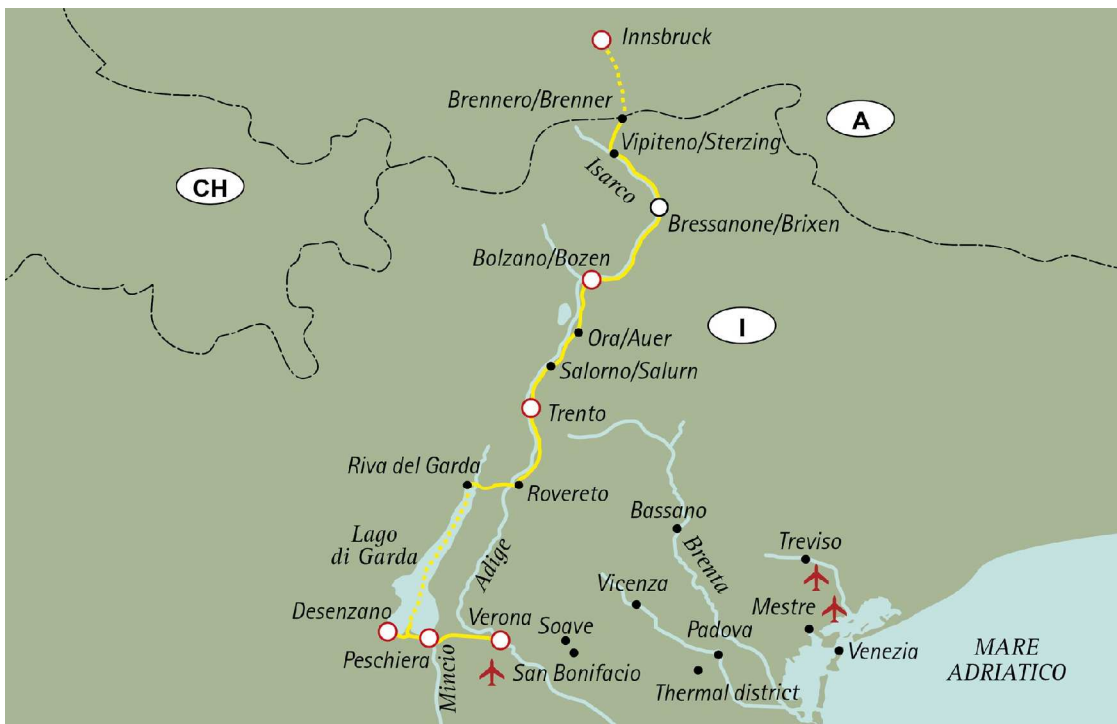 Innsbruck
Brennero/Brenner
A
Vipiteno/Sterzing
Isarco
CH
Bressanone/Brixen
Bolzano/Bozen
I
Ora/Auer
Salorno/Salurn
Trento
Riva del Garda
Rovereto
Bassano
Lago
di Garda
Adige
Brenta
Treviso
Vicenza
Mestre
Desenzano
Verona
Soave
Padova
Venezia
MARE
ADRIATICO
Peschiera
Mincio
San Bonifacio
Thermal district